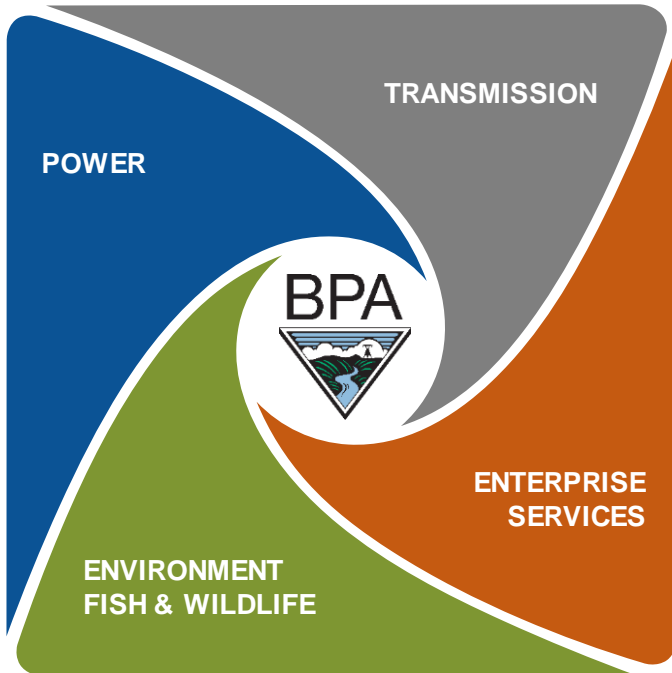 TRANSMISSION
POWER
BPA
ENTERPRISE
SERVICES
ENVIRONMENT
FISH & WILDLIFE